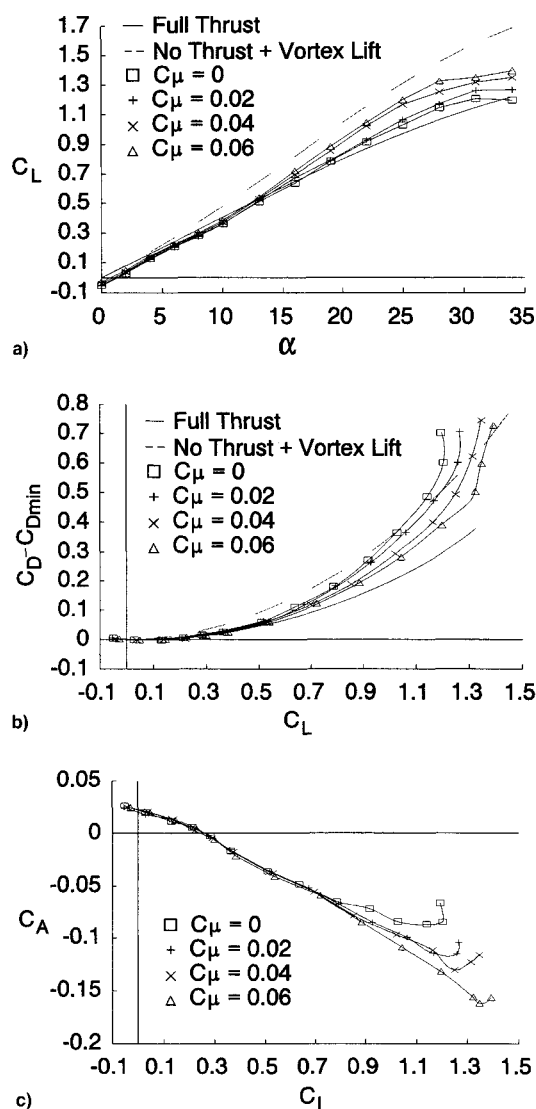 Full Thrust
No Thrust + Vortex Lift
Cμ = 0
Cμ = 0.02
Cμ = 0.04
Cμ = 0.06
1.7
1.5
1.3
1.1
0.9
0.7
0.5
0.3
0.1
-0.1
CL
0 5 10 15 20 25 30 35
α
a)
Full Thrust
No Thrust + Vortex Lift
Cμ = 0
Cμ = 0.02
Cμ = 0.04
Cμ = 0.06
0.8
0.7
0.6
0.5
0.4
0.3
0.2
0.1
0
-0.1
CD-CDmin
-0.1 0.1 0.3 0.5 0.7 0.9 1.1 1.3 1.5
CL
b)
0.05
0
-0.05
-0.1
-0.15
-0.2
CA
Cμ = 0
Cμ = 0.02
Cμ = 0.04
Cμ = 0.06
-0.1 0.1 0.3 0.5 0.7 0.9 1.1 1.3 1.5
CL
c)